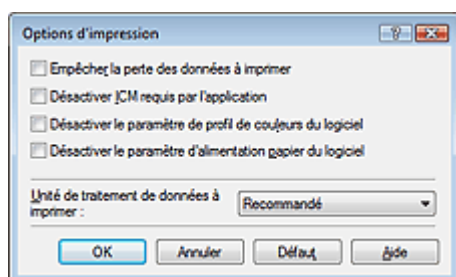 Options d'impression
Empêcher la perte des données à imprimer
Désactiver ICM requis par l'application
Désactiver le paramètre de profil de couleurs du logiciel
Désactiver le paramètre d'alimentation papier du logiciel
Unité de traitement de données à
imprimer :
Recommandé
OK Annuler Défaut Aide